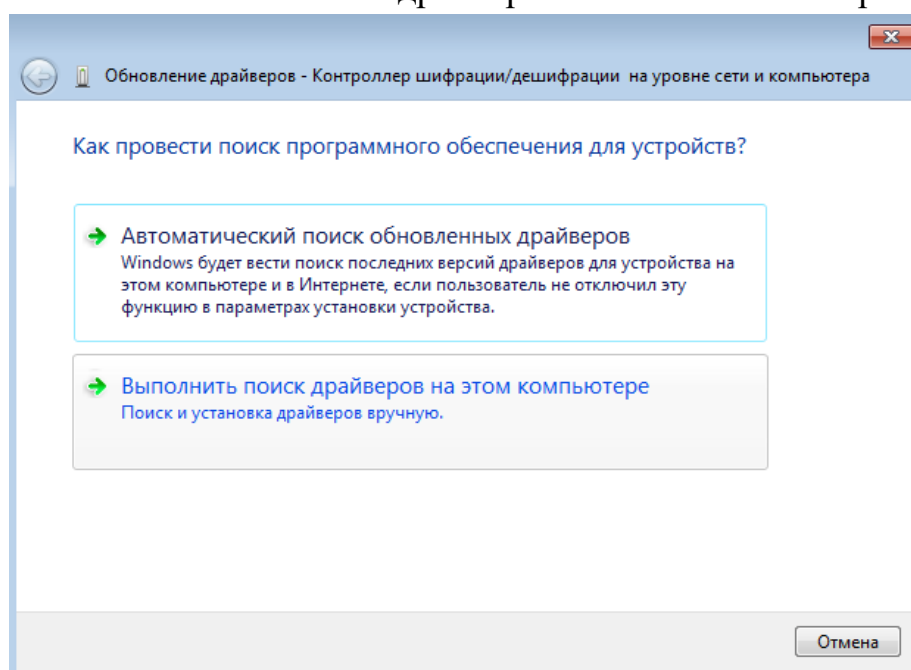 Обновление драйверов - Контроллер шифрации/дешифрации на уровне сети и компьютера
Как провести поиск программного обеспечения для устройств?
Автоматический поиск обновленных драйверов
Windows будет вести поиск последних версий драйверов для устройства на
этом компьютере и в Интернете, если пользователь не отключил эту
функцию в параметрах установки устройства.
Выполнить поиск драйверов на этом компьютере
Поиск и установка драйверов вручную.
Отмена